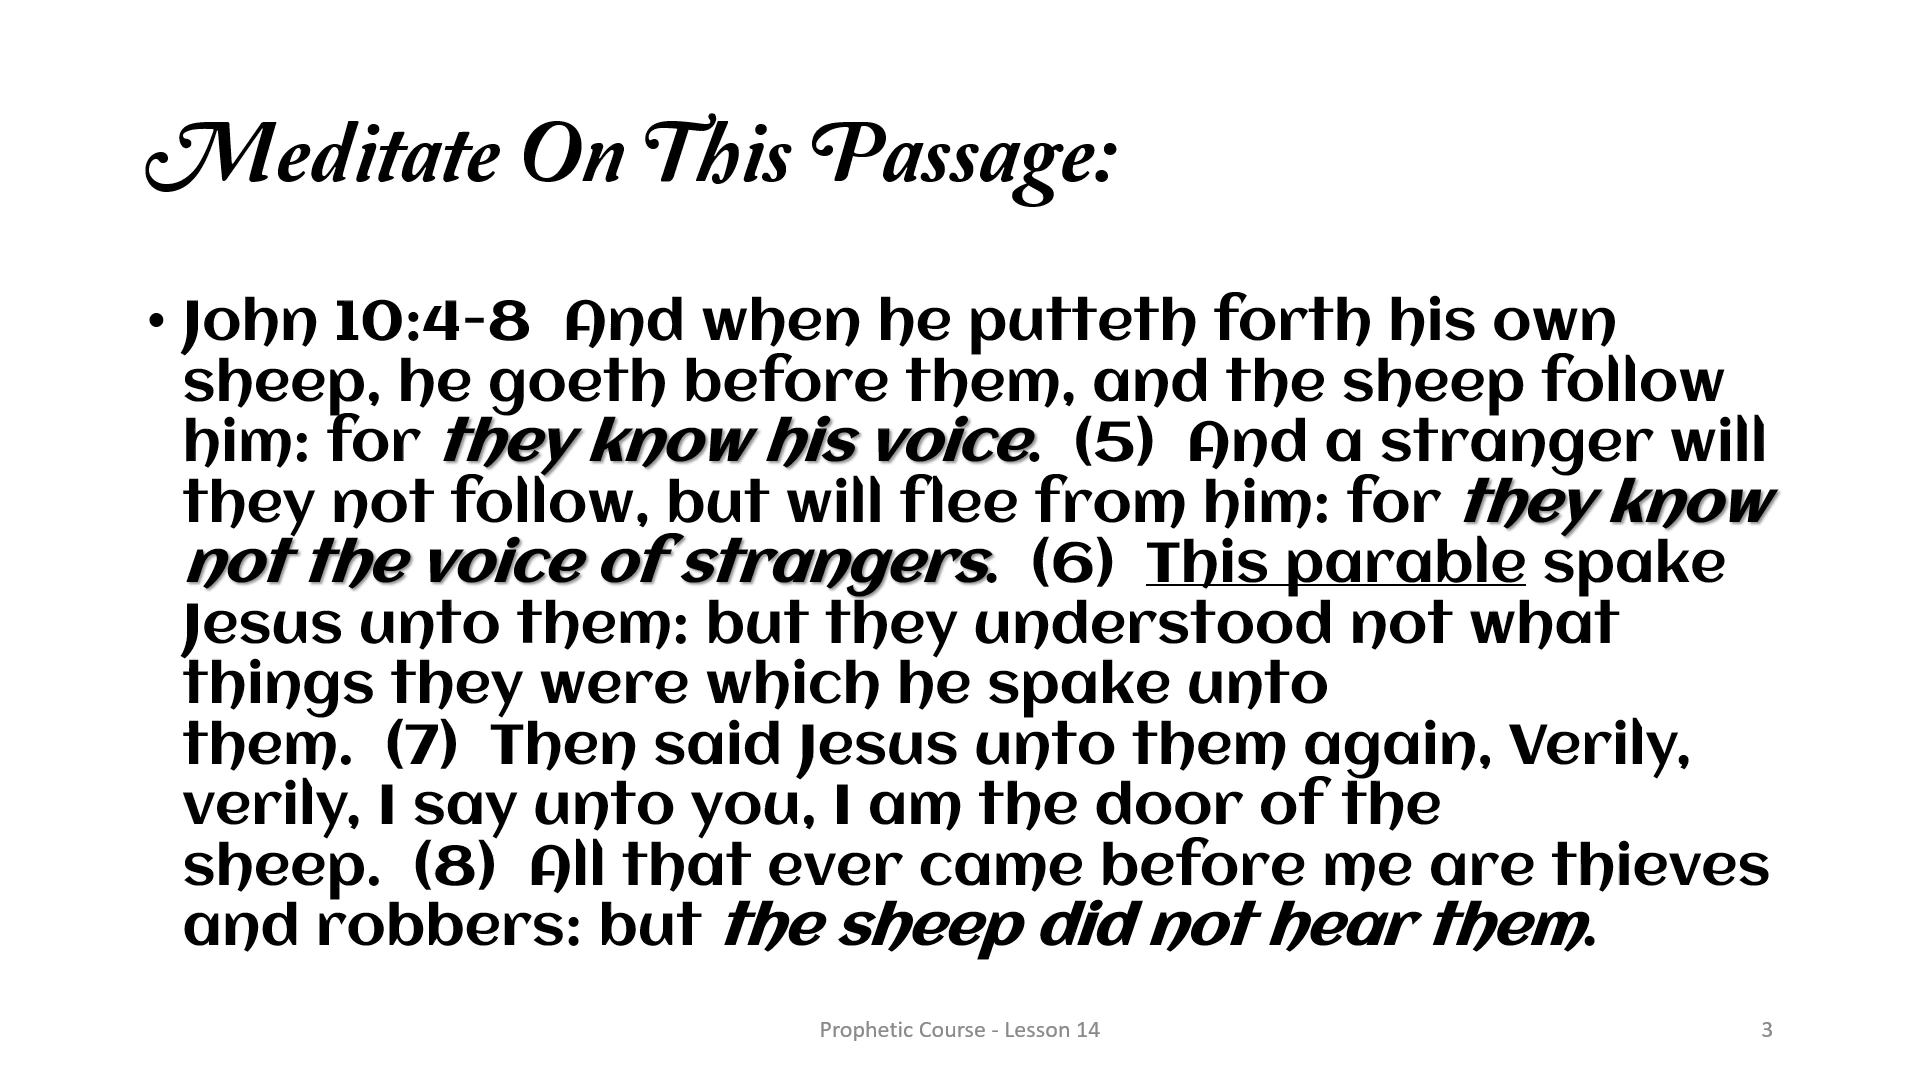 Meditate On This Passage:
• John 10:4-8  And when he putteth forth his own
sheep, he goeth before them, and the sheep follow
him: for they know his voice.  (5)  And a stranger will
they not follow, but will flee from him: for they know
not the voice of strangers.  (6)  This parable spake
Jesus unto them: but they understood not what
things they were which he spake unto
them.  (7)  Then said Jesus unto them again, Verily,
verily, I say unto you, I am the door of the
sheep.  (8)  All that ever came before me are thieves
and robbers: but the sheep did not hear them.
Prophetic Course - Lesson 14
3